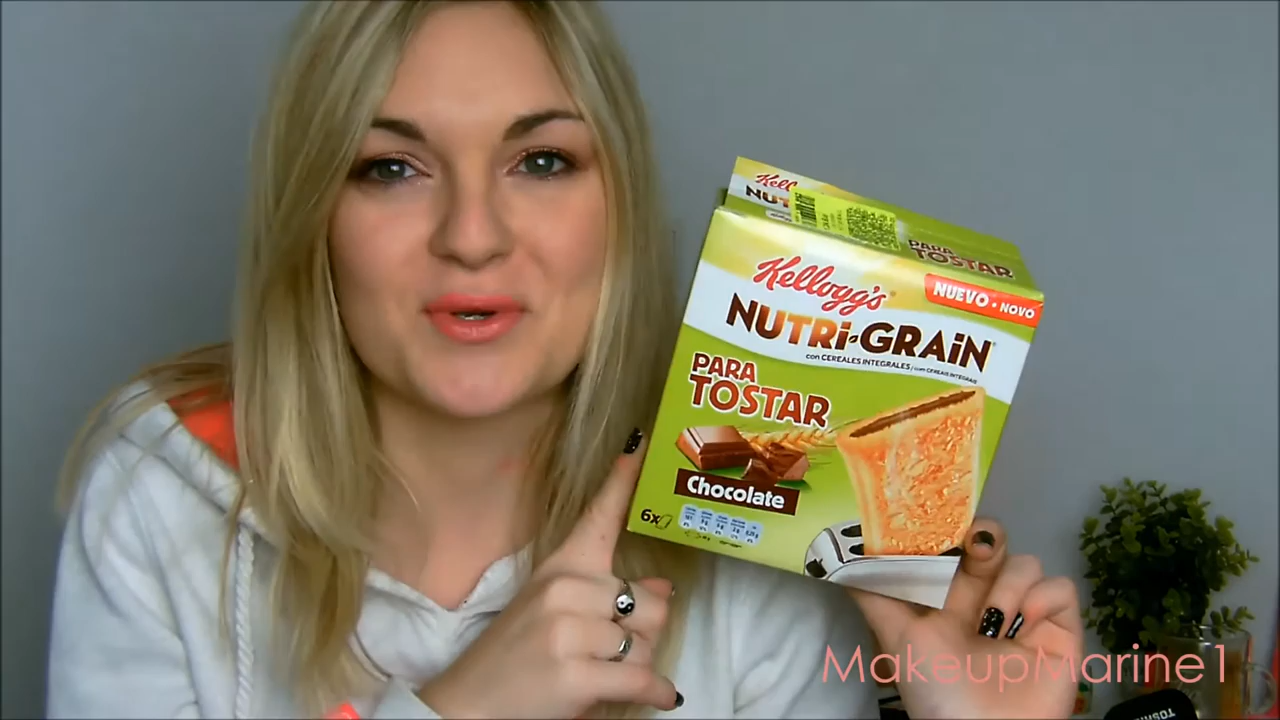 Kellogg's
NUTRI-GRAIN
PARA
TOSTAR
Kellogg's
NUEVO • NOVO
NUTRI-GRAIN
con CEREALES INTEGRALES / com CEREAIS INTEGRAIS
PARA
TOSTAR
Chocolate
6x
MakeupMarine1
TOSHIBA